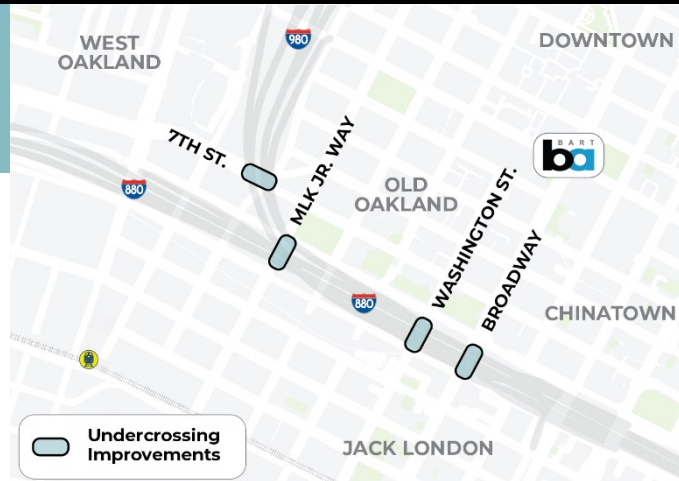 WEST
OAKLAND
980
DOWNTOWN
7TH ST.
MLK JR. WAY
BART
ba
880
OLD
OAKLAND
WASHINGTON ST.
BROADWAY
880
CHINATOWN
Undercrossing
Improvements
JACK LONDON